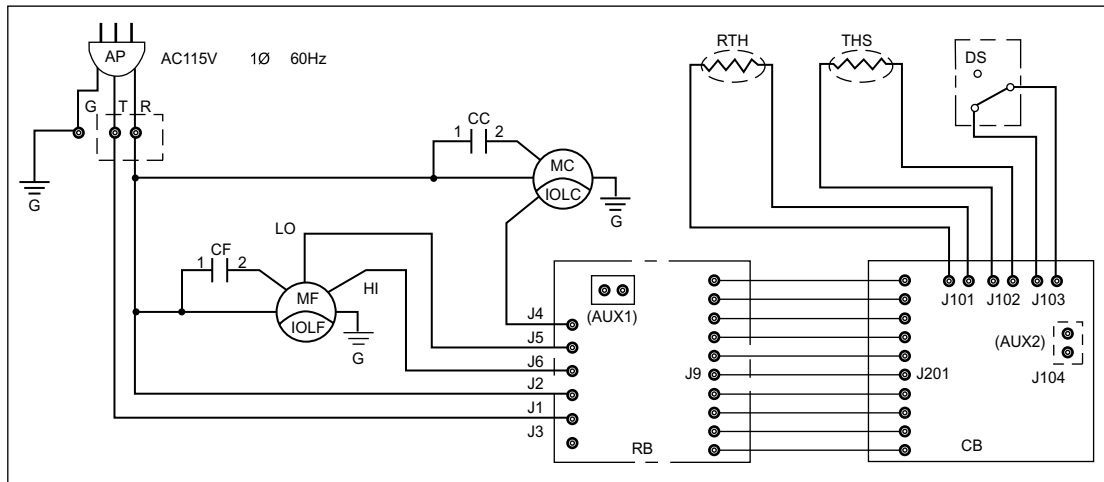 AP AC115V 1Ø 60Hz
RTH THS DS
G T R
CC
1 2
MC
IOLC
G
G
LO
CF
1 2
HI
MF
IOLF
G
(AUX1)
J4
J5
J6
J2
J1
J3
J9
RB
J101 J102 J103
(AUX2)
J201
J104
CB